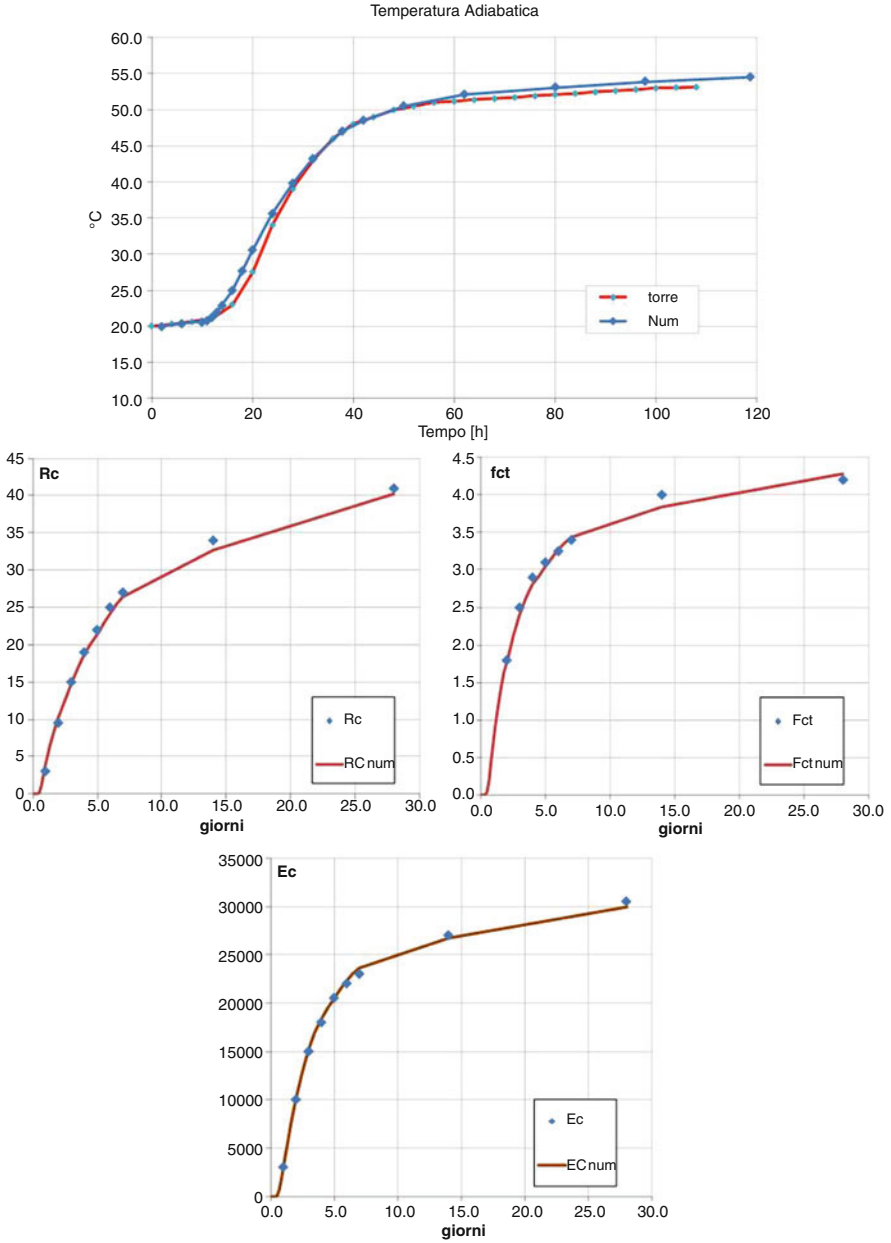 Temperatura Adiabatica
60.0
55.0
50.0
45.0
40.0
35.0
30.0
25.0
20.0
15.0
10.0
°C
torre
Num
0 20 40 60 80 100 120
Tempo [h]
45
40
35
30
25
20
15
10
5
0
Rc
Rc
RC num
0.0 5.0 10.0 15.0 20.0 25.0 30.0
giorni
4.5
4.0
3.5
3.0
2.5
2.0
1.5
1.0
0.5
0.0
fct
Fct
Fct num
0.0 5.0 10.0 15.0 20.0 25.0 30.0
giorni
35000
30000
25000
20000
15000
10000
5000
0
Ec
Ec
EC num
0.0 5.0 10.0 15.0 20.0 25.0 30.0
giorni